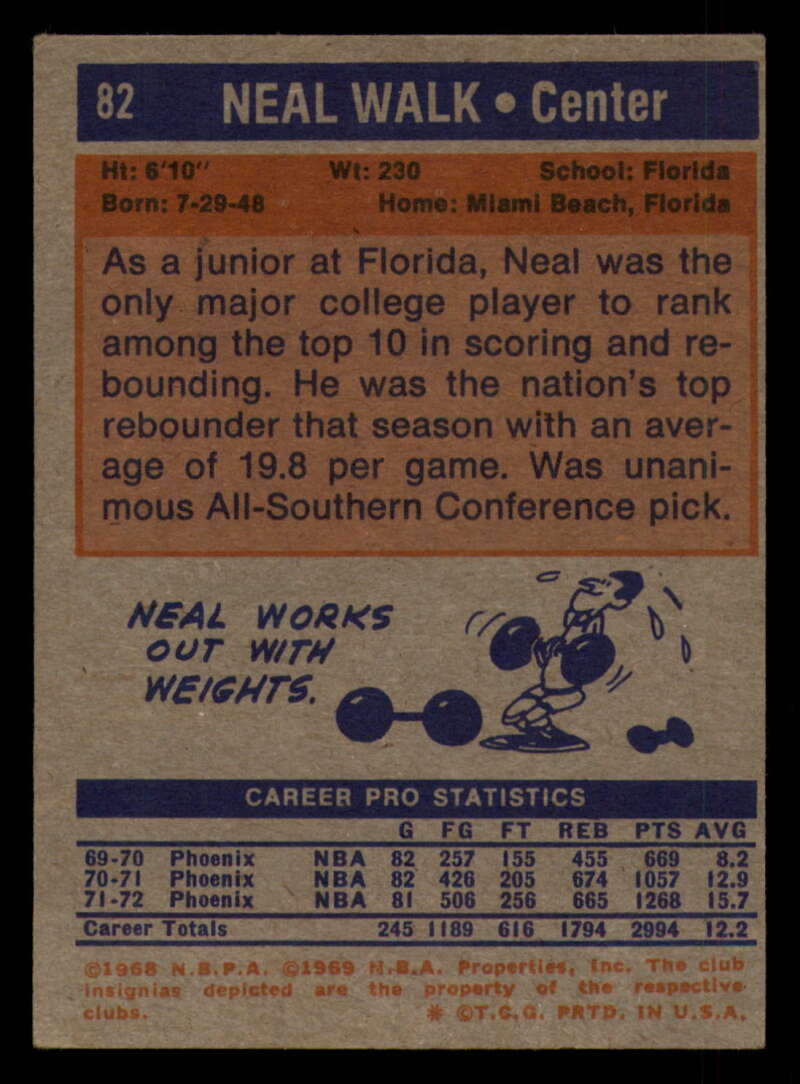 82 NEAL WALK • Center
Ht: 6'10" Wt: 230 School: Florida
Born: 7-29-48 Home: Miami Beach, Florida
As a junior at Florida, Neal was the
only major college player to rank
among the top 10 in scoring and re-
bounding. He was the nation's top
rebounder that season with an aver-
age of 19.8 per game. Was unani-
mous All-Southern Conference pick.
NEAL WORKS
OUT WITH
WEIGHTS.
CAREER PRO STATISTICS
G FG FT REB PTS AVG
69-70 Phoenix NBA 82 257 155 455 669 8.2
70-71 Phoenix NBA 82 426 205 674 1057 12.9
71-72 Phoenix NBA 81 506 256 665 1268 15.7
Career Totals 245 1189 616 1794 2994 12.2
©1968 N.B.P.A. ©1969 N.B.A. Properties, Inc. The club
insignias depicted are the property of the respective
clubs. * ©T.C.G. PRTD. IN U.S.A.